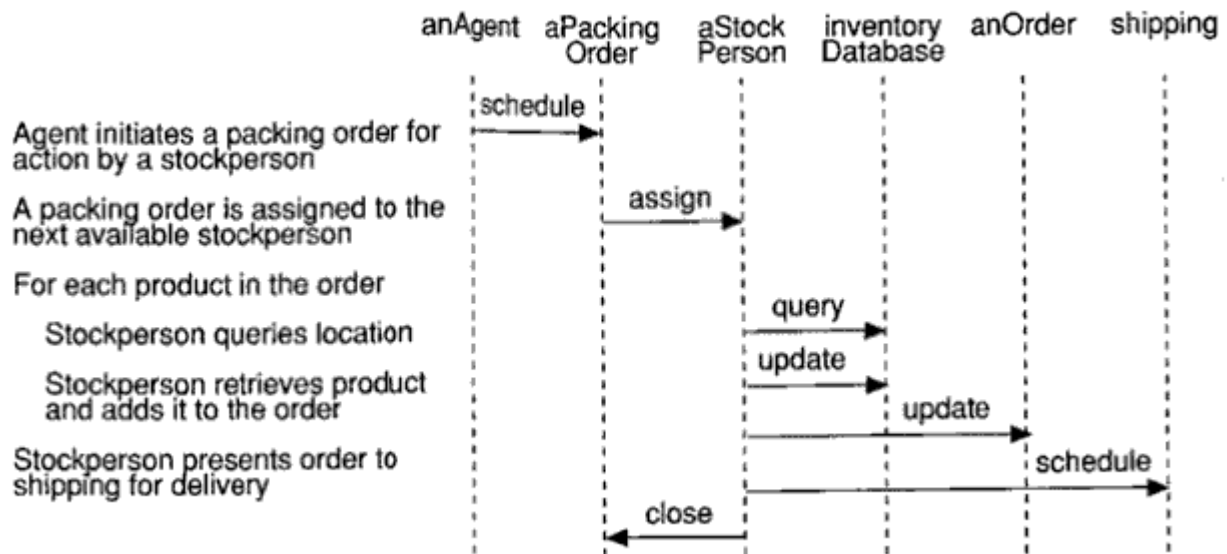 anAgent aPacking Order aStock Person inventory Database anOrder shipping
schedule
Agent initiates a packing order for
action by a stockperson
assign
A packing order is assigned to the
next available stockperson
For each product in the order
query
Stockperson queries location
update
Stockperson retrieves product
and adds it to the order
update
Stockperson presents order to
shipping for delivery
schedule
close